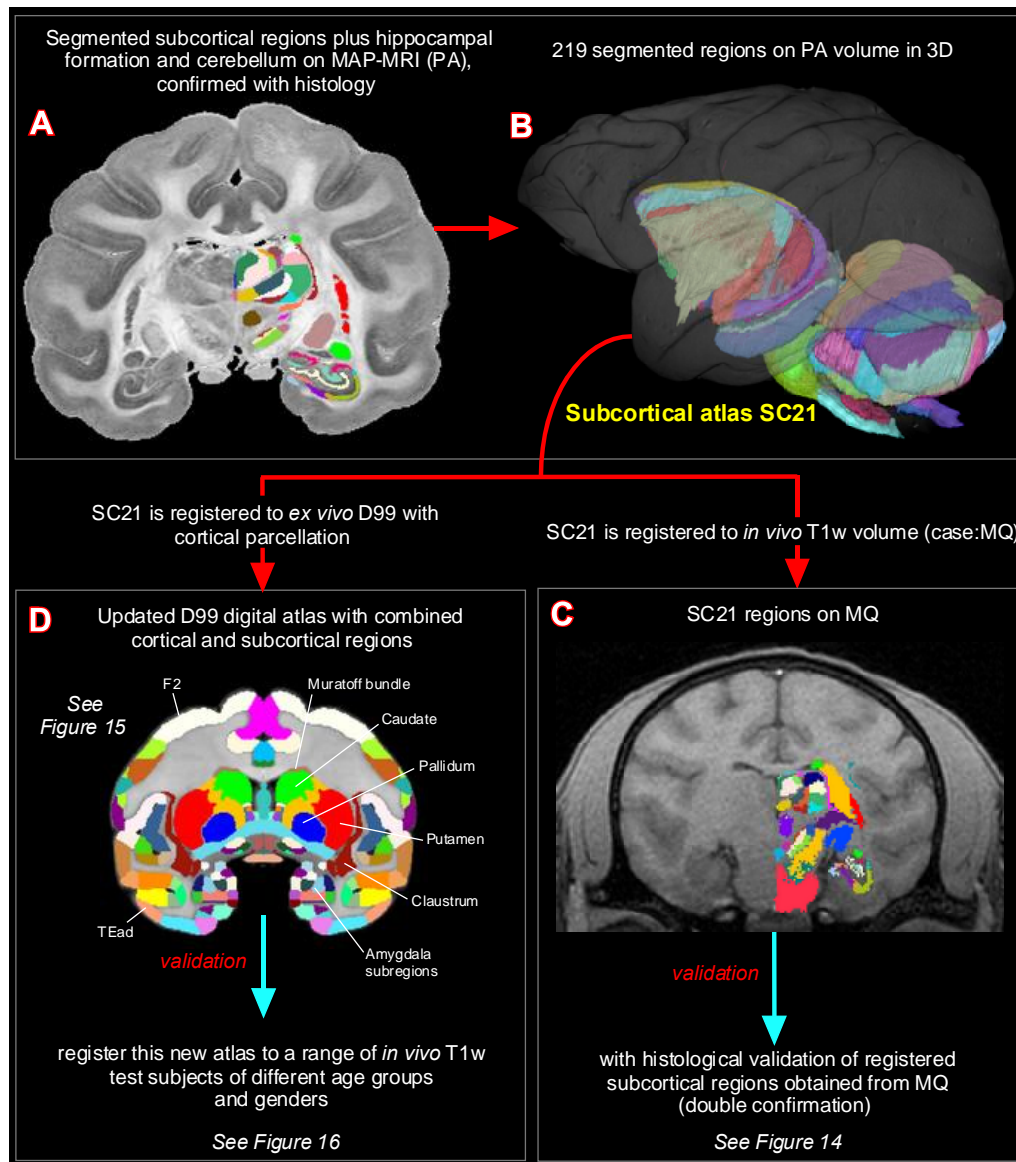 Segmented subcortical regions plus hippocampal
formation and cerebellum on MAP-MRI (PA),
confirmed with histology
219 segmented regions on PA volume in 3D
A
B
Subcortical atlas SC21
SC21 is registered to ex vivo D99 with
cortical parcellation
SC21 is registered to in vivo T1w volume (case:MQ)
D
Updated D99 digital atlas with combined
cortical and subcortical regions
See
Figure 15
F2
Muratoff bundle
Caudate
Pallidum
Putamen
Claustrum
TEad
Amygdala
subregions
validation
register this new atlas to a range of in vivo T1w
test subjects of different age groups
and genders
See Figure 16
C
SC21 regions on MQ
validation
with histological validation of registered
subcortical regions obtained from MQ
(double confirmation)
See Figure 14